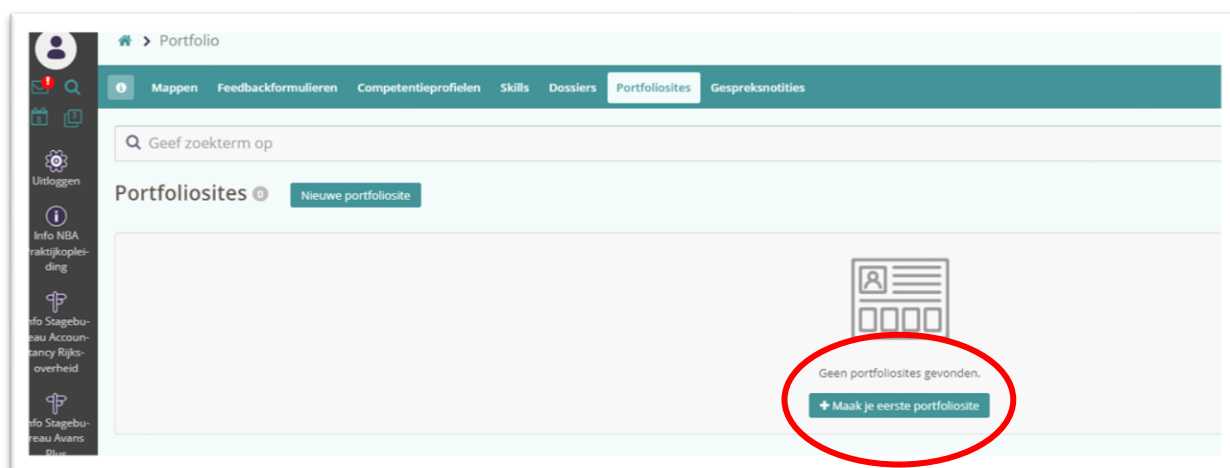 Portfolio
Mappen Feedbackformulieren Competentieprofielen Skills Dossiers Portfoliosites Gespreksnotities
Geef zoekterm op
Portfoliosites 0 Nieuwe portfoliosite
Geen portfoliosites gevonden.
+ Maak je eerste portfoliosite
Uitloggen
Info NBA
raktijkoplei-
ding
nfo Stagebu-
eau Accoun-
tancy Rijks-
overheid
nfo Stagebu-
reau Avans
Plus